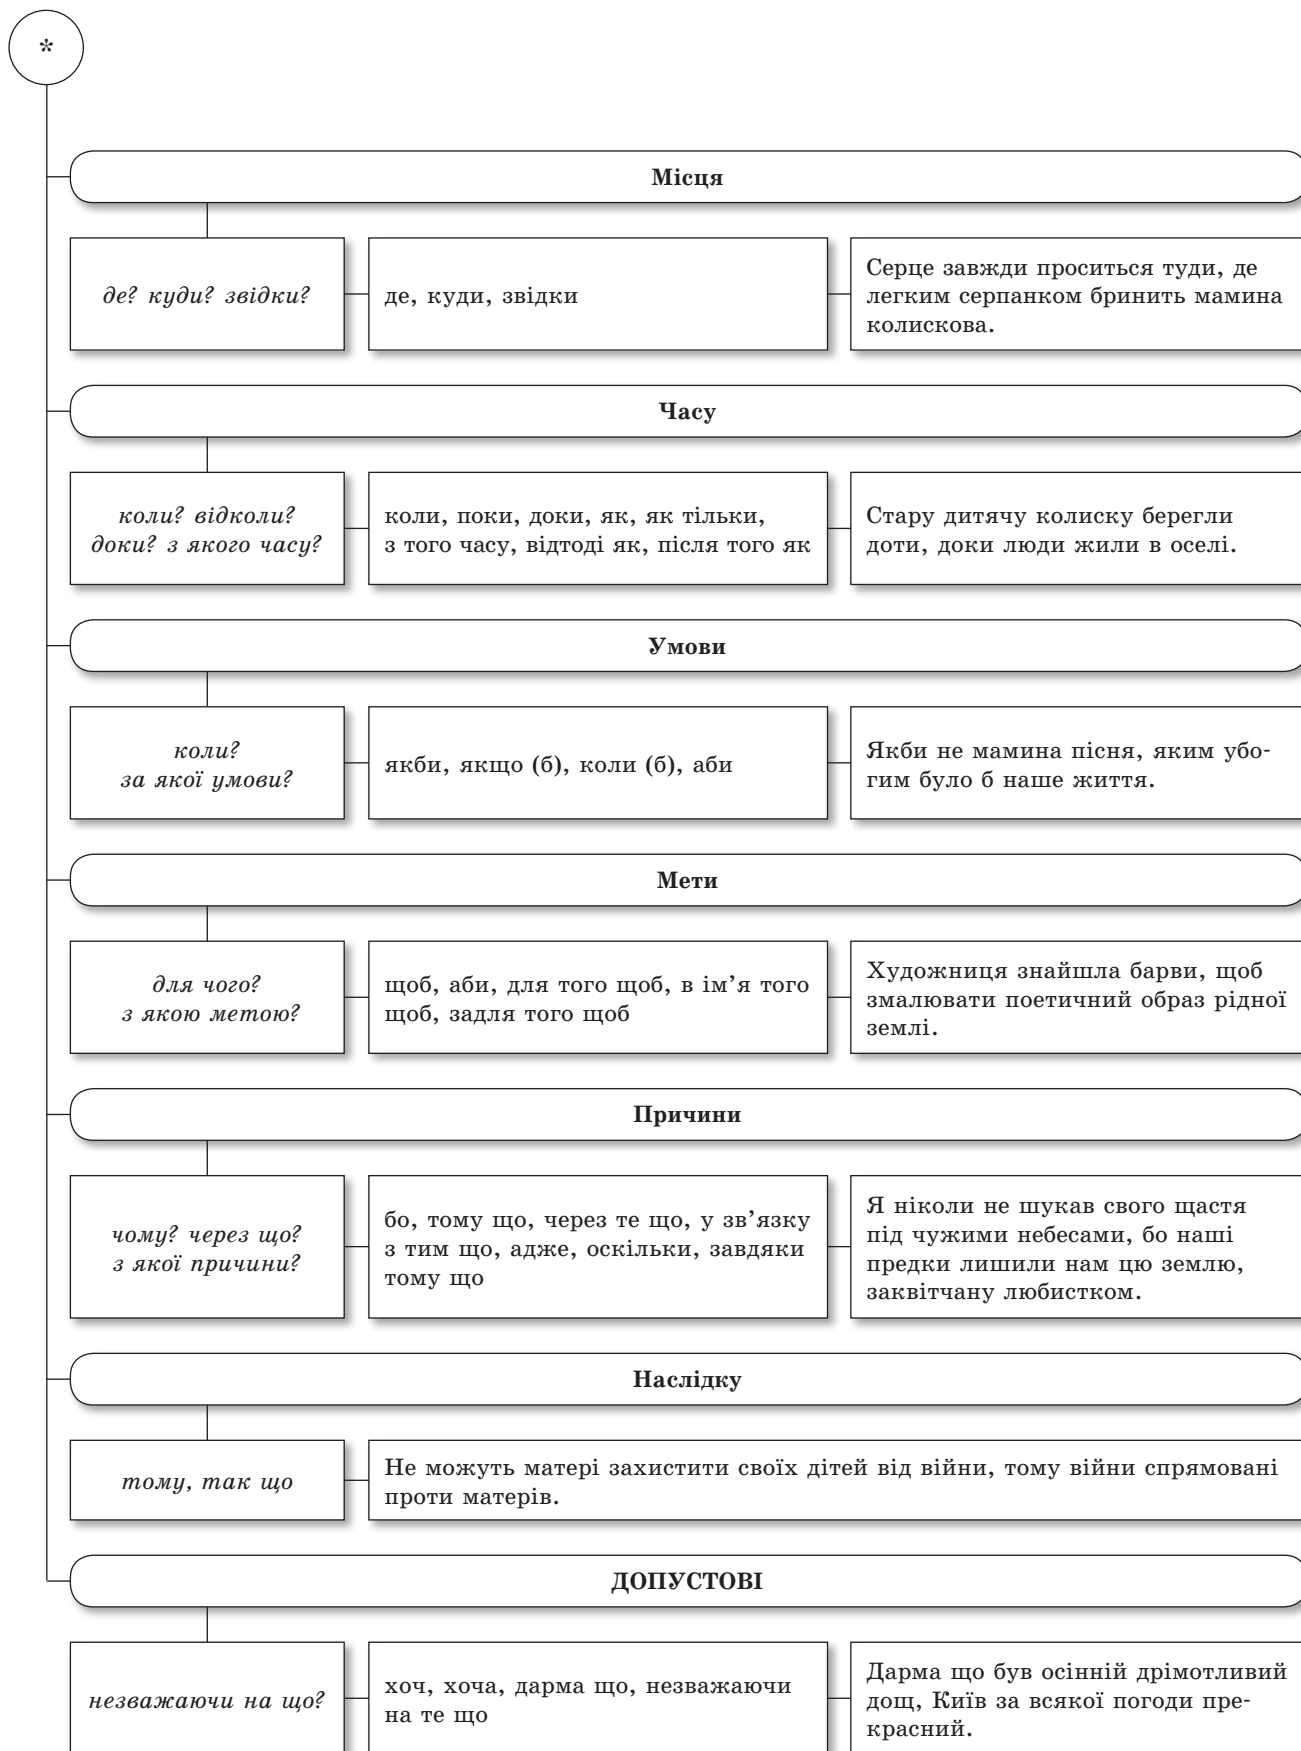 *
Місця
де? куди? звідки?
де, куди, звідки
Серце завжди проситься туди, де
легким серпанком бринить мамина
колискова.
Часу
коли? відколи?
доки? з якого часу?
коли, поки, доки, як, як тільки,
з того часу, відтоді як, після того як
Стару дитячу колиску берегли
доти, доки люди жили в оселі.
Умови
коли?
за якої умови?
якби, якщо (б), коли (б), аби
Якби не мамина пісня, яким убо-
гим було б наше життя.
Мети
для чого?
з якою метою?
щоб, аби, для того щоб, в ім’я того
щоб, задля того щоб
Художниця знайшла барви, щоб
змалювати поетичний образ рідної
землі.
Причини
чому? через що?
з якої причини?
бо, тому що, через те що, у зв’язку
з тим що, адже, оскільки, завдяки
тому що
Я ніколи не шукав свого щастя
під чужими небесами, бо наші
предки лишили нам цю землю,
заквітчану любистком.
Наслідку
тому, так що
Не можуть матері захистити своїх дітей від війни, тому війни спрямовані
проти матерів.
ДОПУСТОВІ
незважаючи на що?
хоч, хоча, дарма що, незважаючи
на те що
Дарма що був осінній дрімотливий
дощ, Київ за всякої погоди пре-
красний.